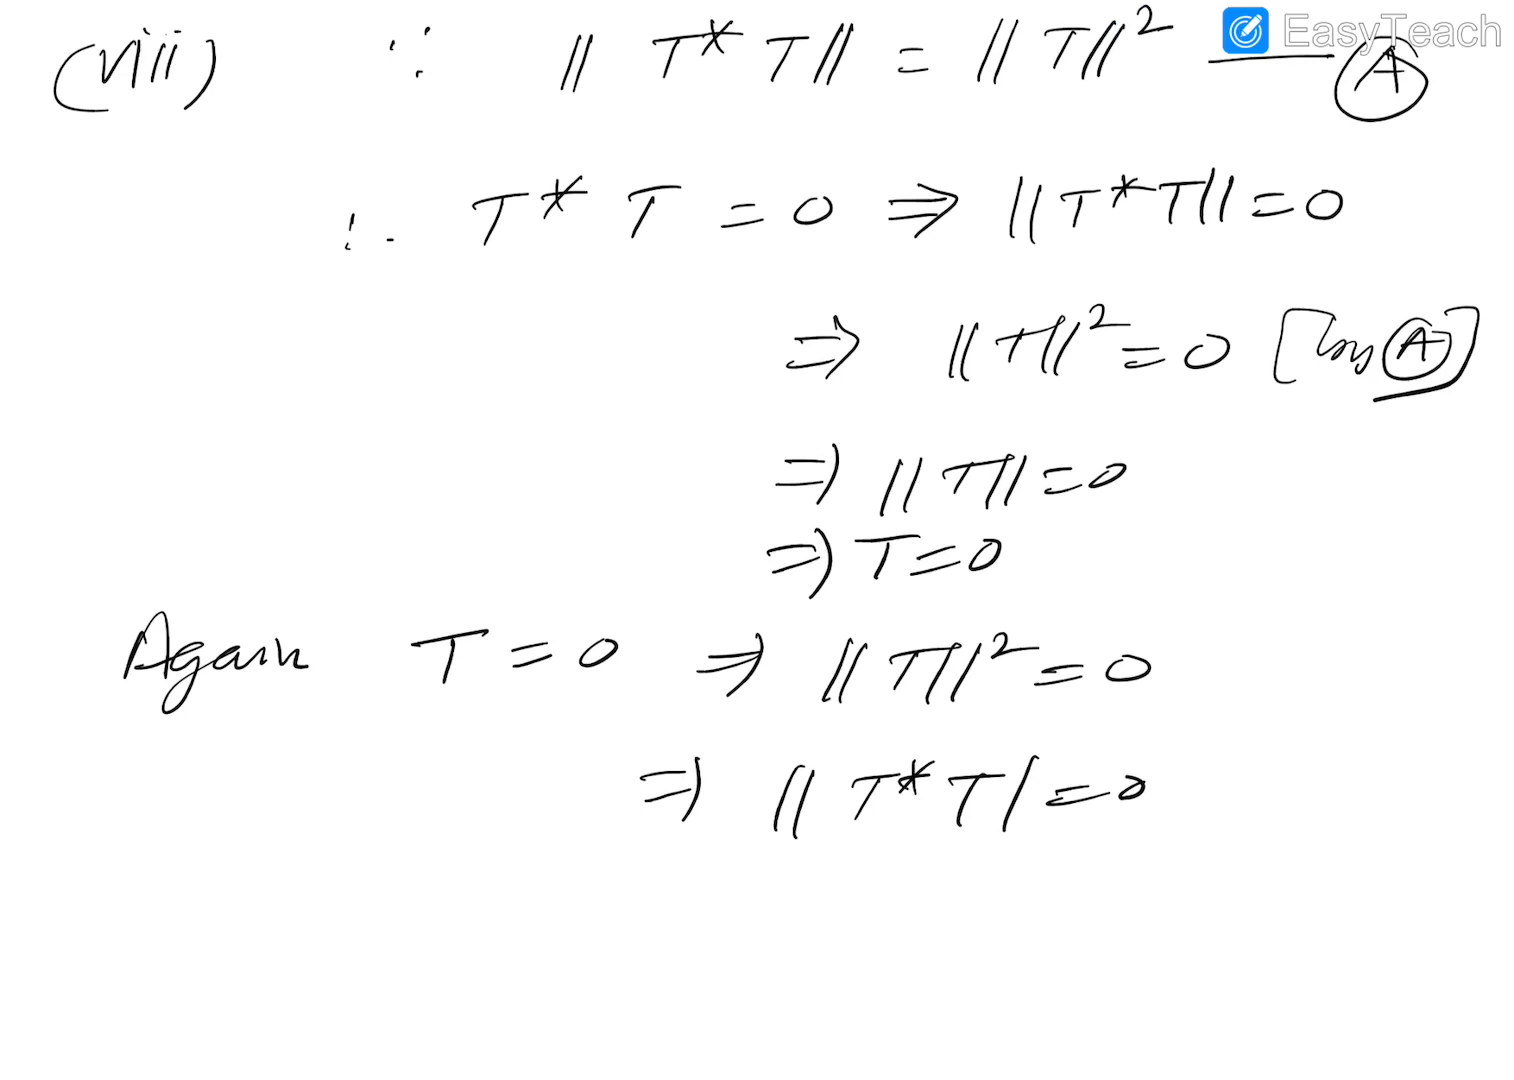 (viii) ∵ || T* T|| = || T||² —— Ⓐ EasyTeach
∴ T* T = 0 ⇒ ||T*T|| = 0
⇒ ||T||² = 0 [by Ⓐ]
⇒ ||T|| = 0
⇒ T = 0
Again T = 0 ⇒ ||T||² = 0
⇒ || T* T| = 0